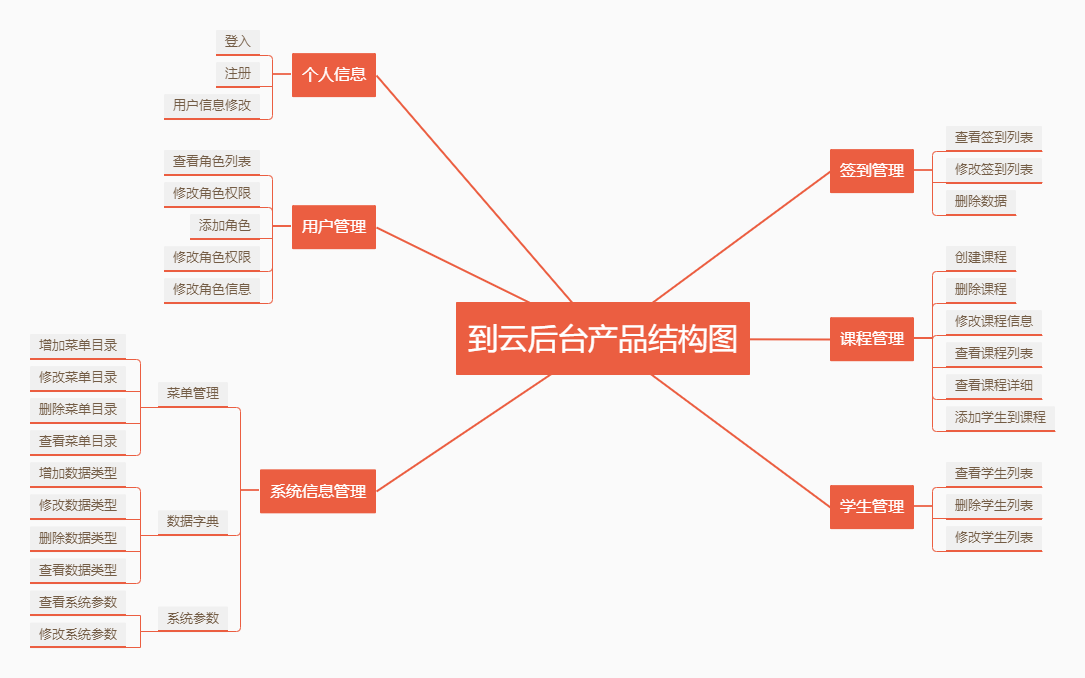 到云后台产品结构图
个人信息
登入
注册
用户信息修改
用户管理
查看角色列表
修改角色权限
添加角色
修改角色权限
修改角色信息
系统信息管理
菜单管理
增加菜单目录
修改菜单目录
删除菜单目录
查看菜单目录
数据字典
增加数据类型
修改数据类型
删除数据类型
查看数据类型
系统参数
查看系统参数
修改系统参数
签到管理
查看签到列表
修改签到列表
删除数据
课程管理
创建课程
删除课程
修改课程信息
查看课程列表
查看课程详细
添加学生到课程
学生管理
查看学生列表
删除学生列表
修改学生列表